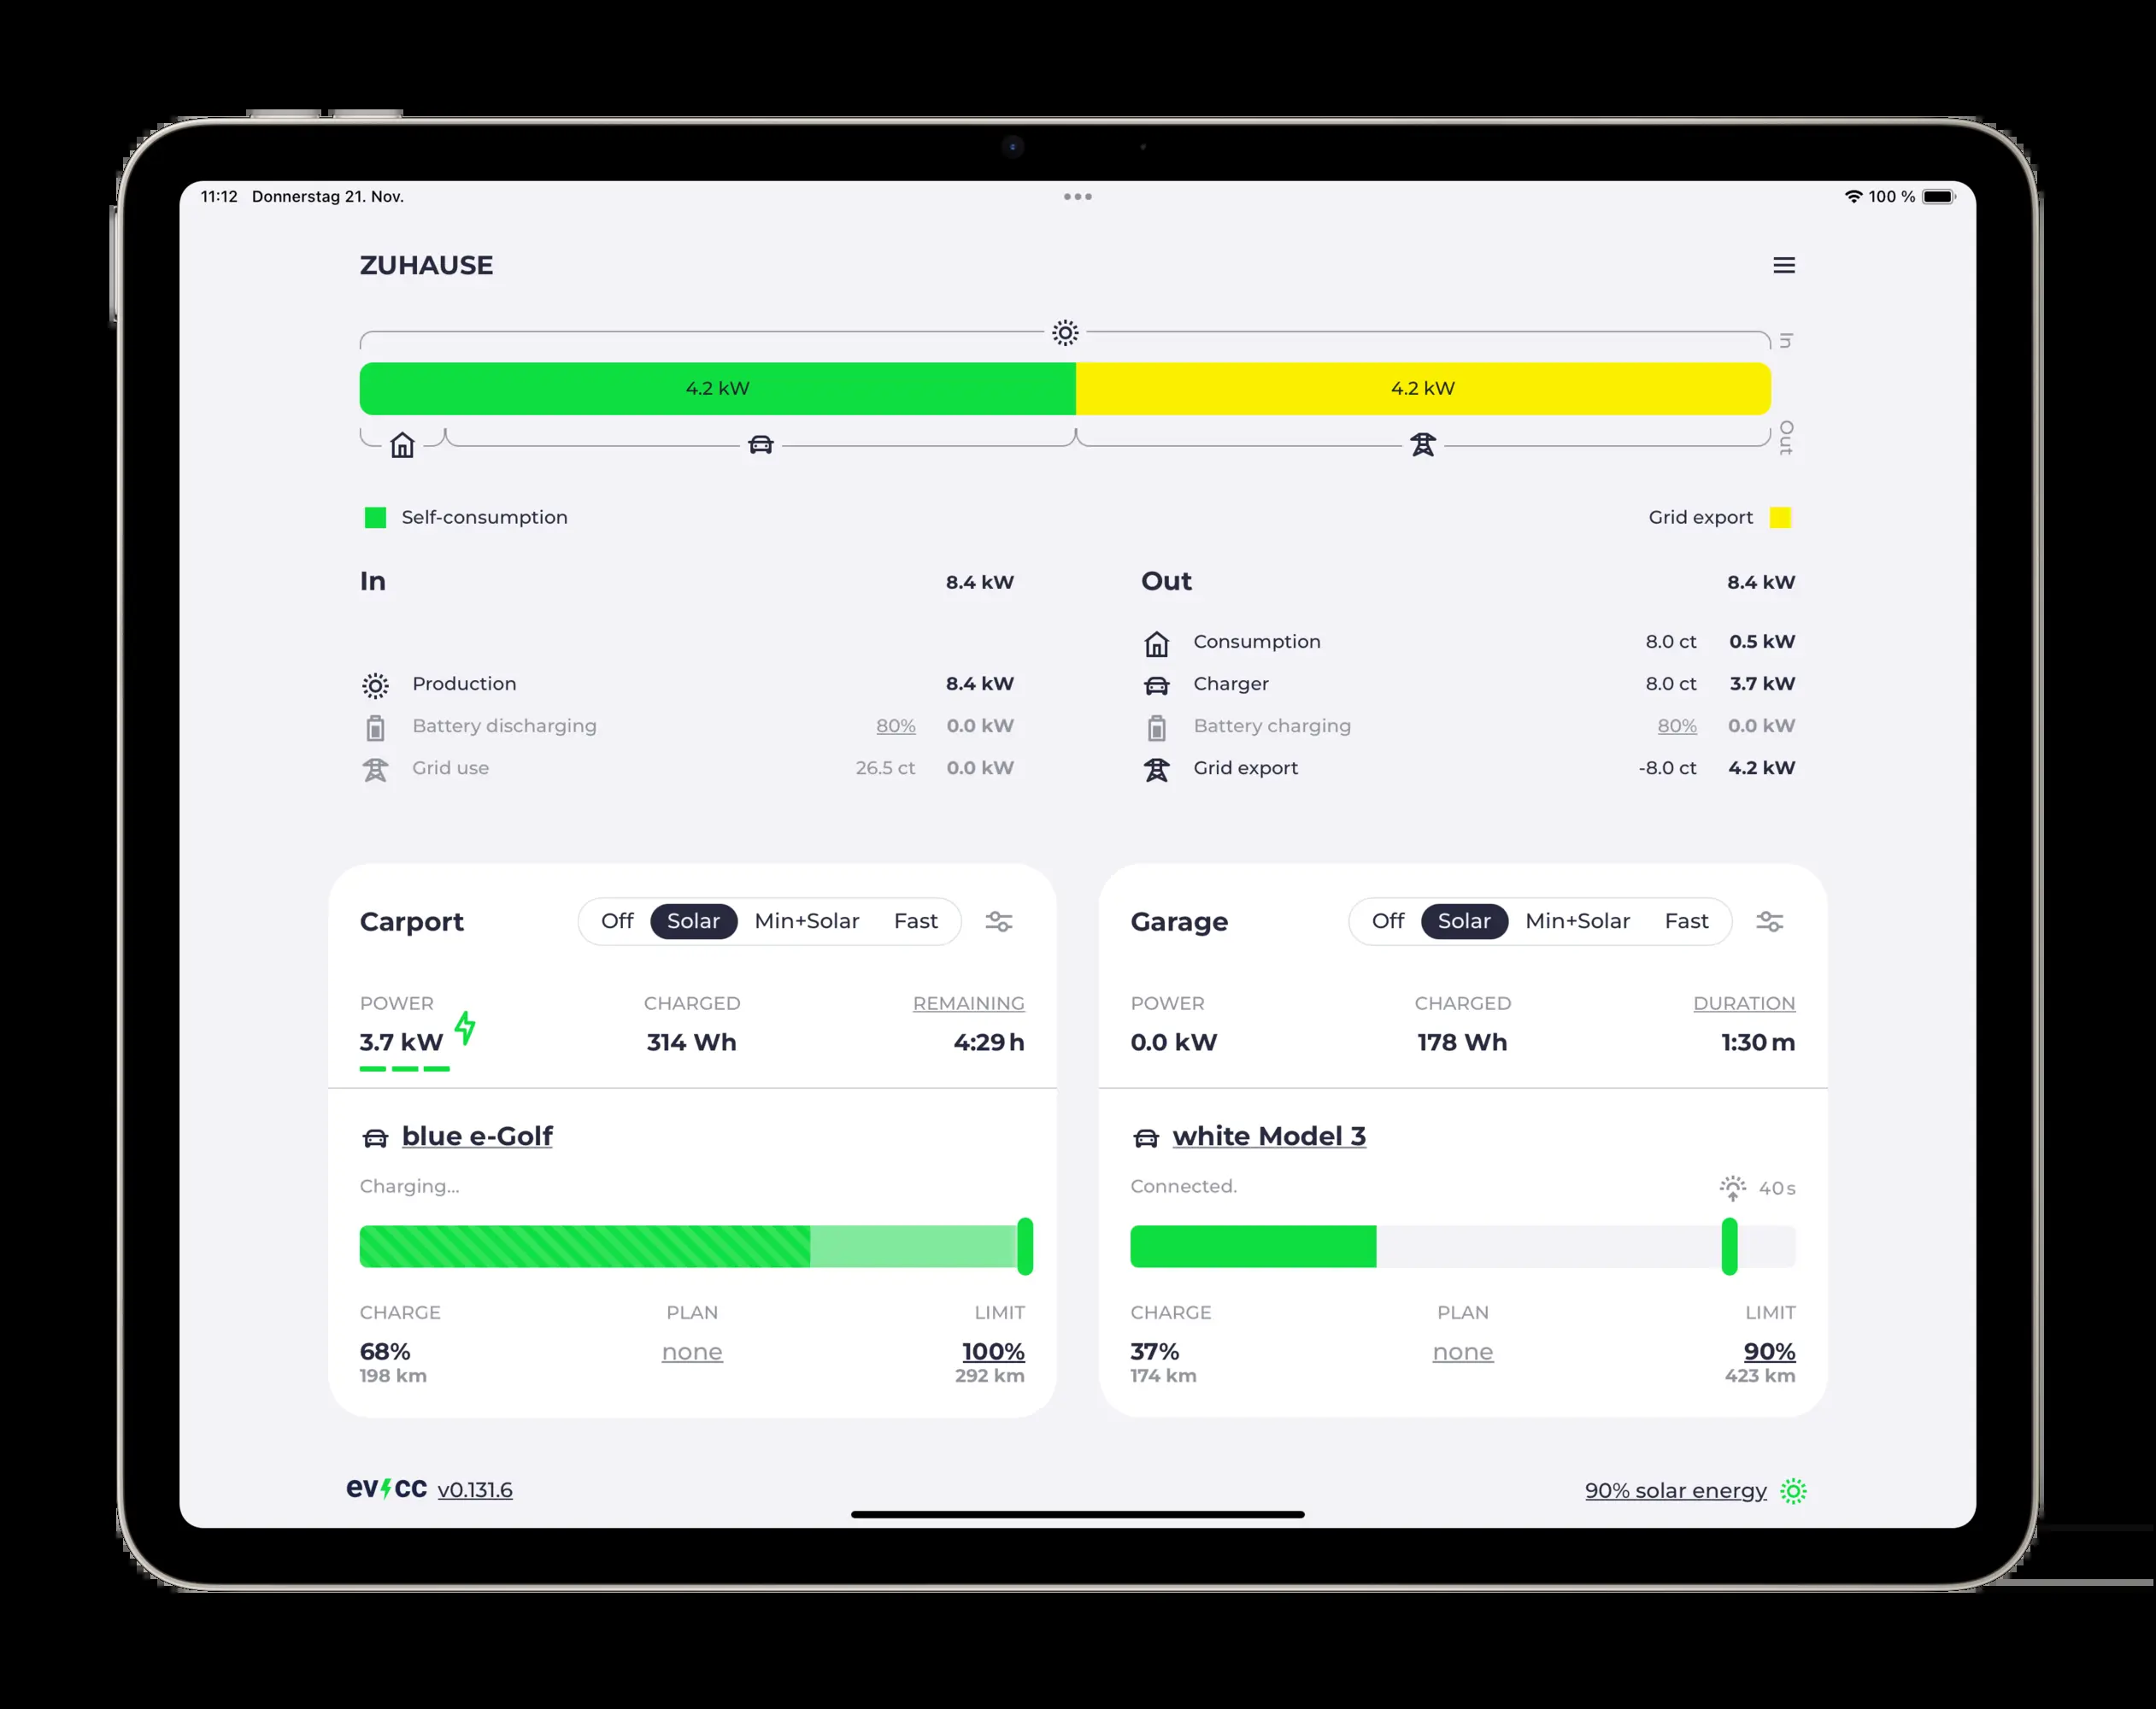 11:12 Donnerstag 21. Nov.
100 %
ZUHAUSE
In
4.2 kW 4.2 kW
Out
Self-consumption
Grid export
In 8.4 kW
Production 8.4 kW
Battery discharging 80% 0.0 kW
Grid use 26.5 ct 0.0 kW
Out 8.4 kW
Consumption 8.0 ct 0.5 kW
Charger 8.0 ct 3.7 kW
Battery charging 80% 0.0 kW
Grid export -8.0 ct 4.2 kW
Carport Off Solar Min+Solar Fast
POWER CHARGED REMAINING
3.7 kW 314 Wh 4:29 h
blue e-Golf
Charging...
CHARGE PLAN LIMIT
68% none 100%
198 km 292 km
Garage Off Solar Min+Solar Fast
POWER CHARGED DURATION
0.0 kW 178 Wh 1:30 m
white Model 3
Connected. 40 s
CHARGE PLAN LIMIT
37% none 90%
174 km 423 km
evcc v0.131.6
90% solar energy